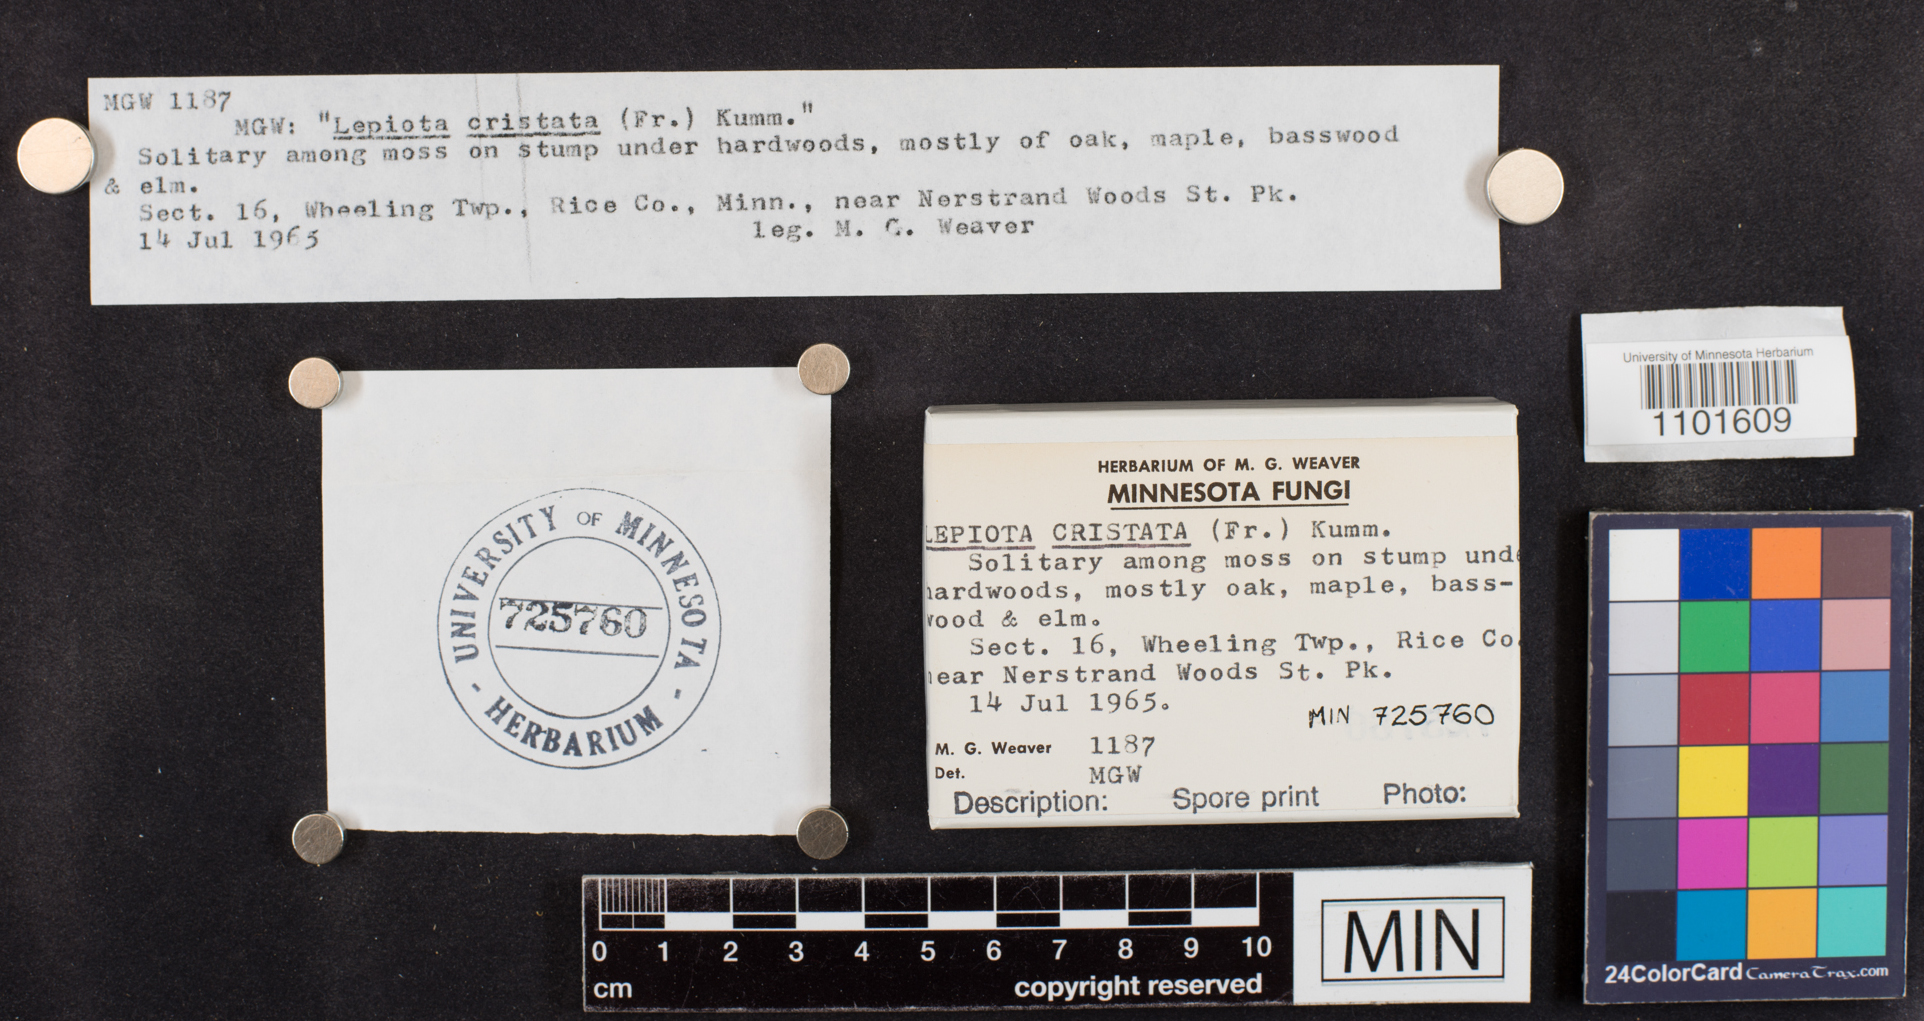 MGW 1187
MGW: "Lepiota cristata (Fr.) Kumm."
Solitary among moss on stump under hardwoods, mostly of oak, maple, basswood
& elm.
Sect. 16, Wheeling Twp., Rice Co., Minn., near Nerstrand Woods St. Pk.
14 Jul 1965 leg. M. G. Weaver
University of Minnesota Herbarium
1101609
UNIVERSITY OF MINNESOTA
725760
- HERBARIUM -
HERBARIUM OF M. G. WEAVER
MINNESOTA FUNGI
LEPIOTA CRISTATA (Fr.) Kumm.
Solitary among moss on stump unde
hardwoods, mostly oak, maple, bass-
wood & elm.
Sect. 16, Wheeling Twp., Rice Co.
near Nerstrand Woods St. Pk.
14 Jul 1965.
MIN 725760
M. G. Weaver 1187
Det. MGW
Description: Spore print Photo:
0 1 2 3 4 5 6 7 8 9 10
cm copyright reserved
MIN
24ColorCard CameraTrax.com